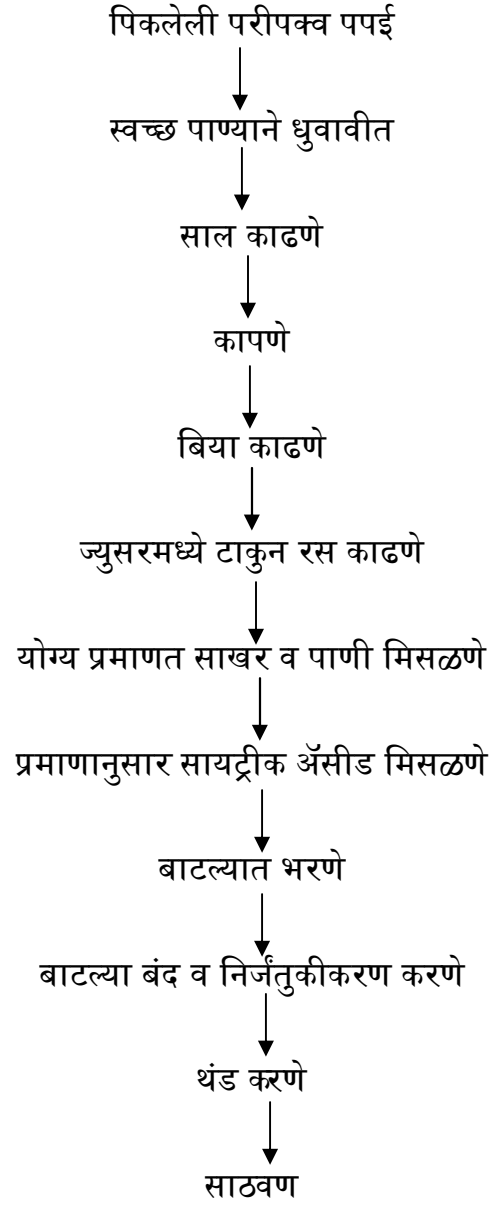 पिकलेली परीपक्व पपई
स्वच्छ पाण्याने धुवावीत
साल काढणे
कापणे
बिया काढणे
ज्युसरमध्ये टाकुन रस काढणे
योग्य प्रमाणत साखर व पाणी मिसळणे
प्रमाणानुसार सायट्रीक ॲसीड मिसळणे
बाटल्यात भरणे
बाटल्या बंद व निर्जंतुकीकरण करणे
थंड करणे
साठवण